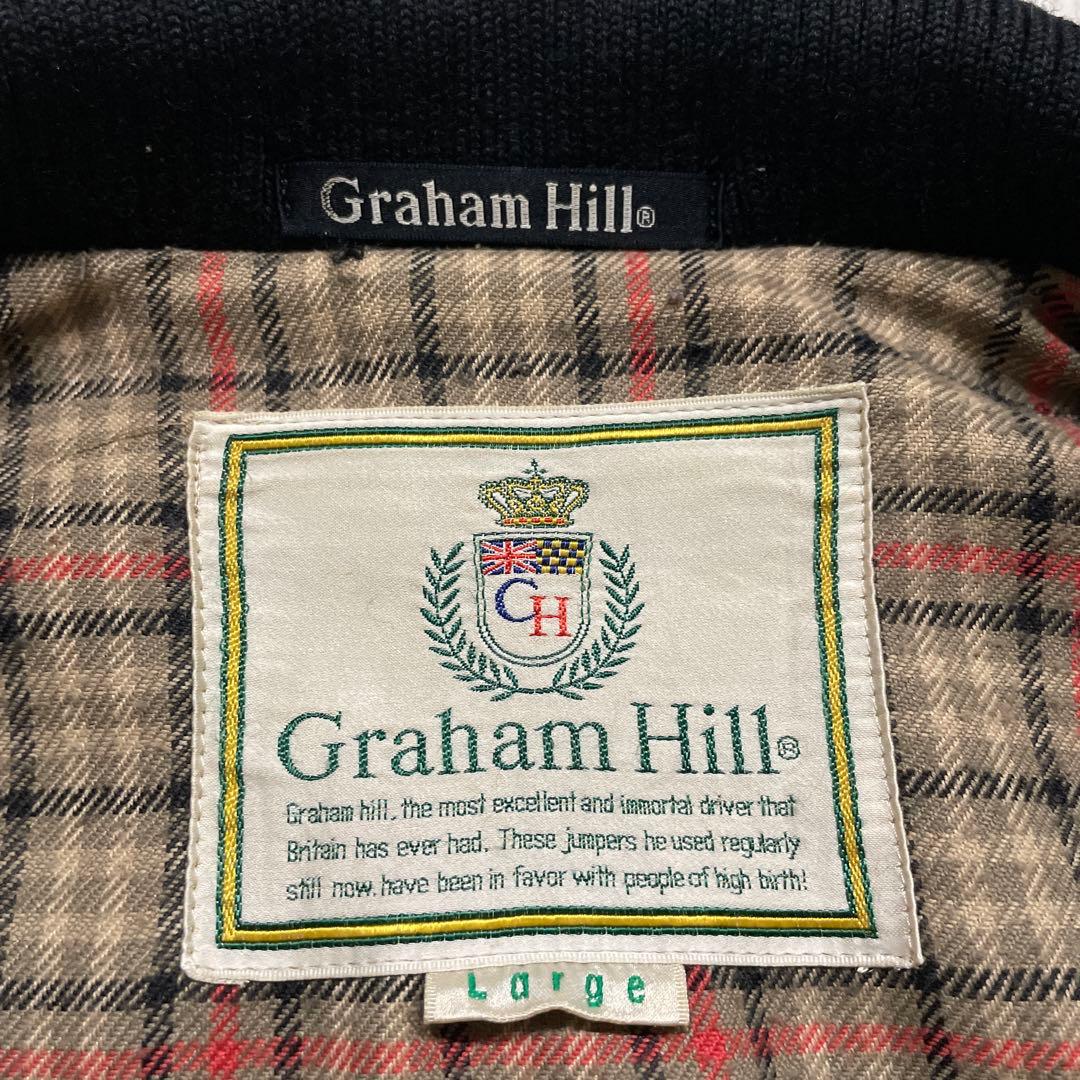 Graham Hill®
GH
Graham Hill®
Graham hill, the most excellent and immortal driver that
Britain has ever had. These jumpers he used regularly
still now, have been in favor with people of high birth!
Large